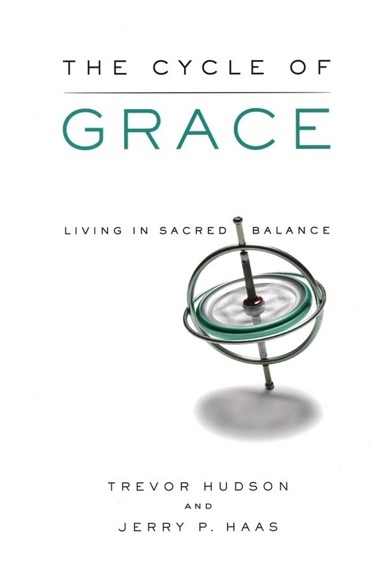 THE CYCLE OF
GRACE
LIVING IN SACRED BALANCE
TREVOR HUDSON
AND
JERRY P. HAAS